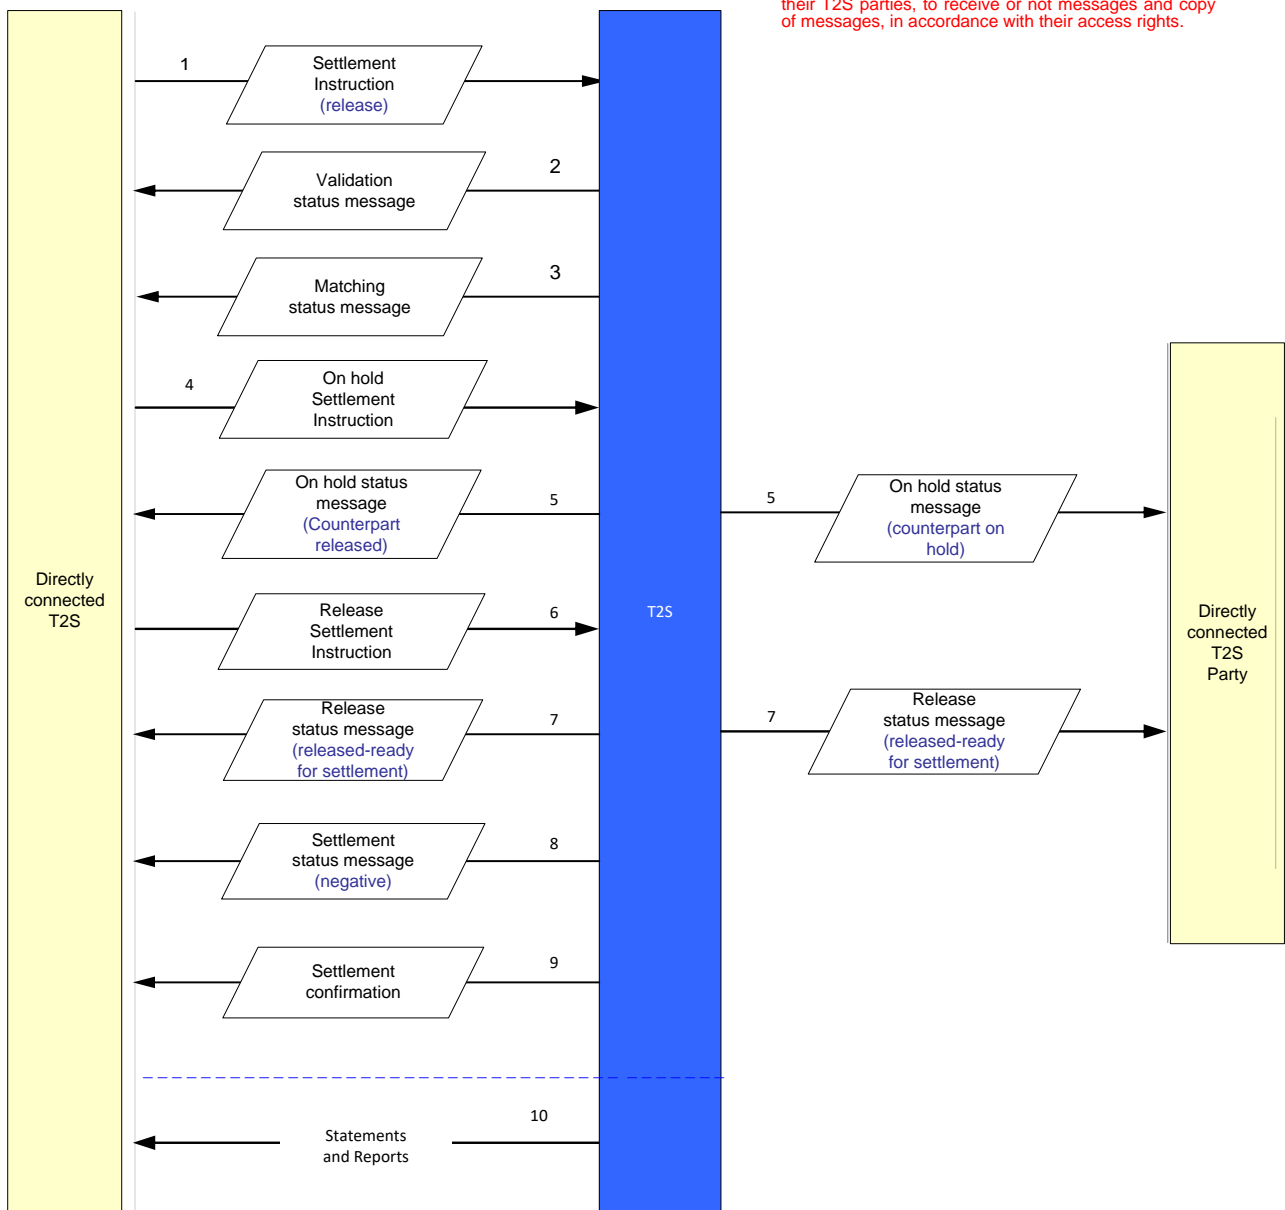 their T2S parties, to receive or not messages and copy
of messages, in accordance with their access rights.
1
Settlement
Instruction
(release)
2
Validation
status message
3
Matching
status message
4
On hold
Settlement
Instruction
On hold status
message
(Counterpart
released)
5
5
On hold status
message
(counterpart on
hold)
Directly
connected
T2S
Release
Settlement
Instruction
6
T2S
Directly
connected
T2S
Party
Release
status message
(released-ready
for settlement)
7
7
Release
status message
(released-ready
for settlement)
Settlement
status message
(negative)
8
Settlement
confirmation
9
10
Statements
and Reports